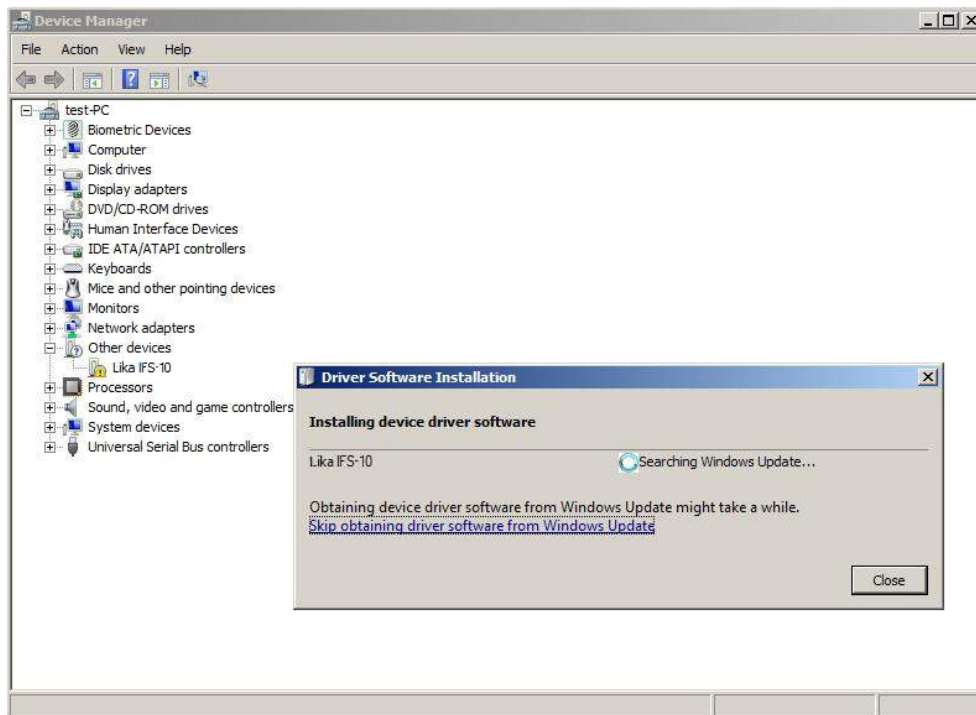 Device Manager
File Action View Help
test-PC
Biometric Devices
Computer
Disk drives
Display adapters
DVD/CD-ROM drives
Human Interface Devices
IDE ATA/ATAPI controllers
Keyboards
Mice and other pointing devices
Monitors
Network adapters
Other devices
Lika IFS-10
Processors
Sound, video and game controllers
System devices
Universal Serial Bus controllers
Driver Software Installation
Installing device driver software
Lika IFS-10 Searching Windows Update...
Obtaining device driver software from Windows Update might take a while.
Skip obtaining driver software from Windows Update
Close